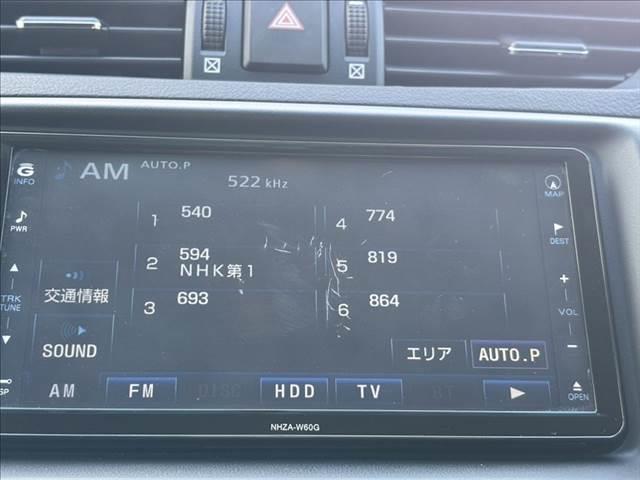 G
INFO
AM AUTO.P
522 kHz
MAP
PWR
1 540
4 774
DEST
2 594
NHK第1
5 819
TRK
TUNE
交通情報
3 693
6 864
VOL
SOUND
エリア AUTO.P
AM FM DISC HDD TV BT
OPEN
NHZA-W60G